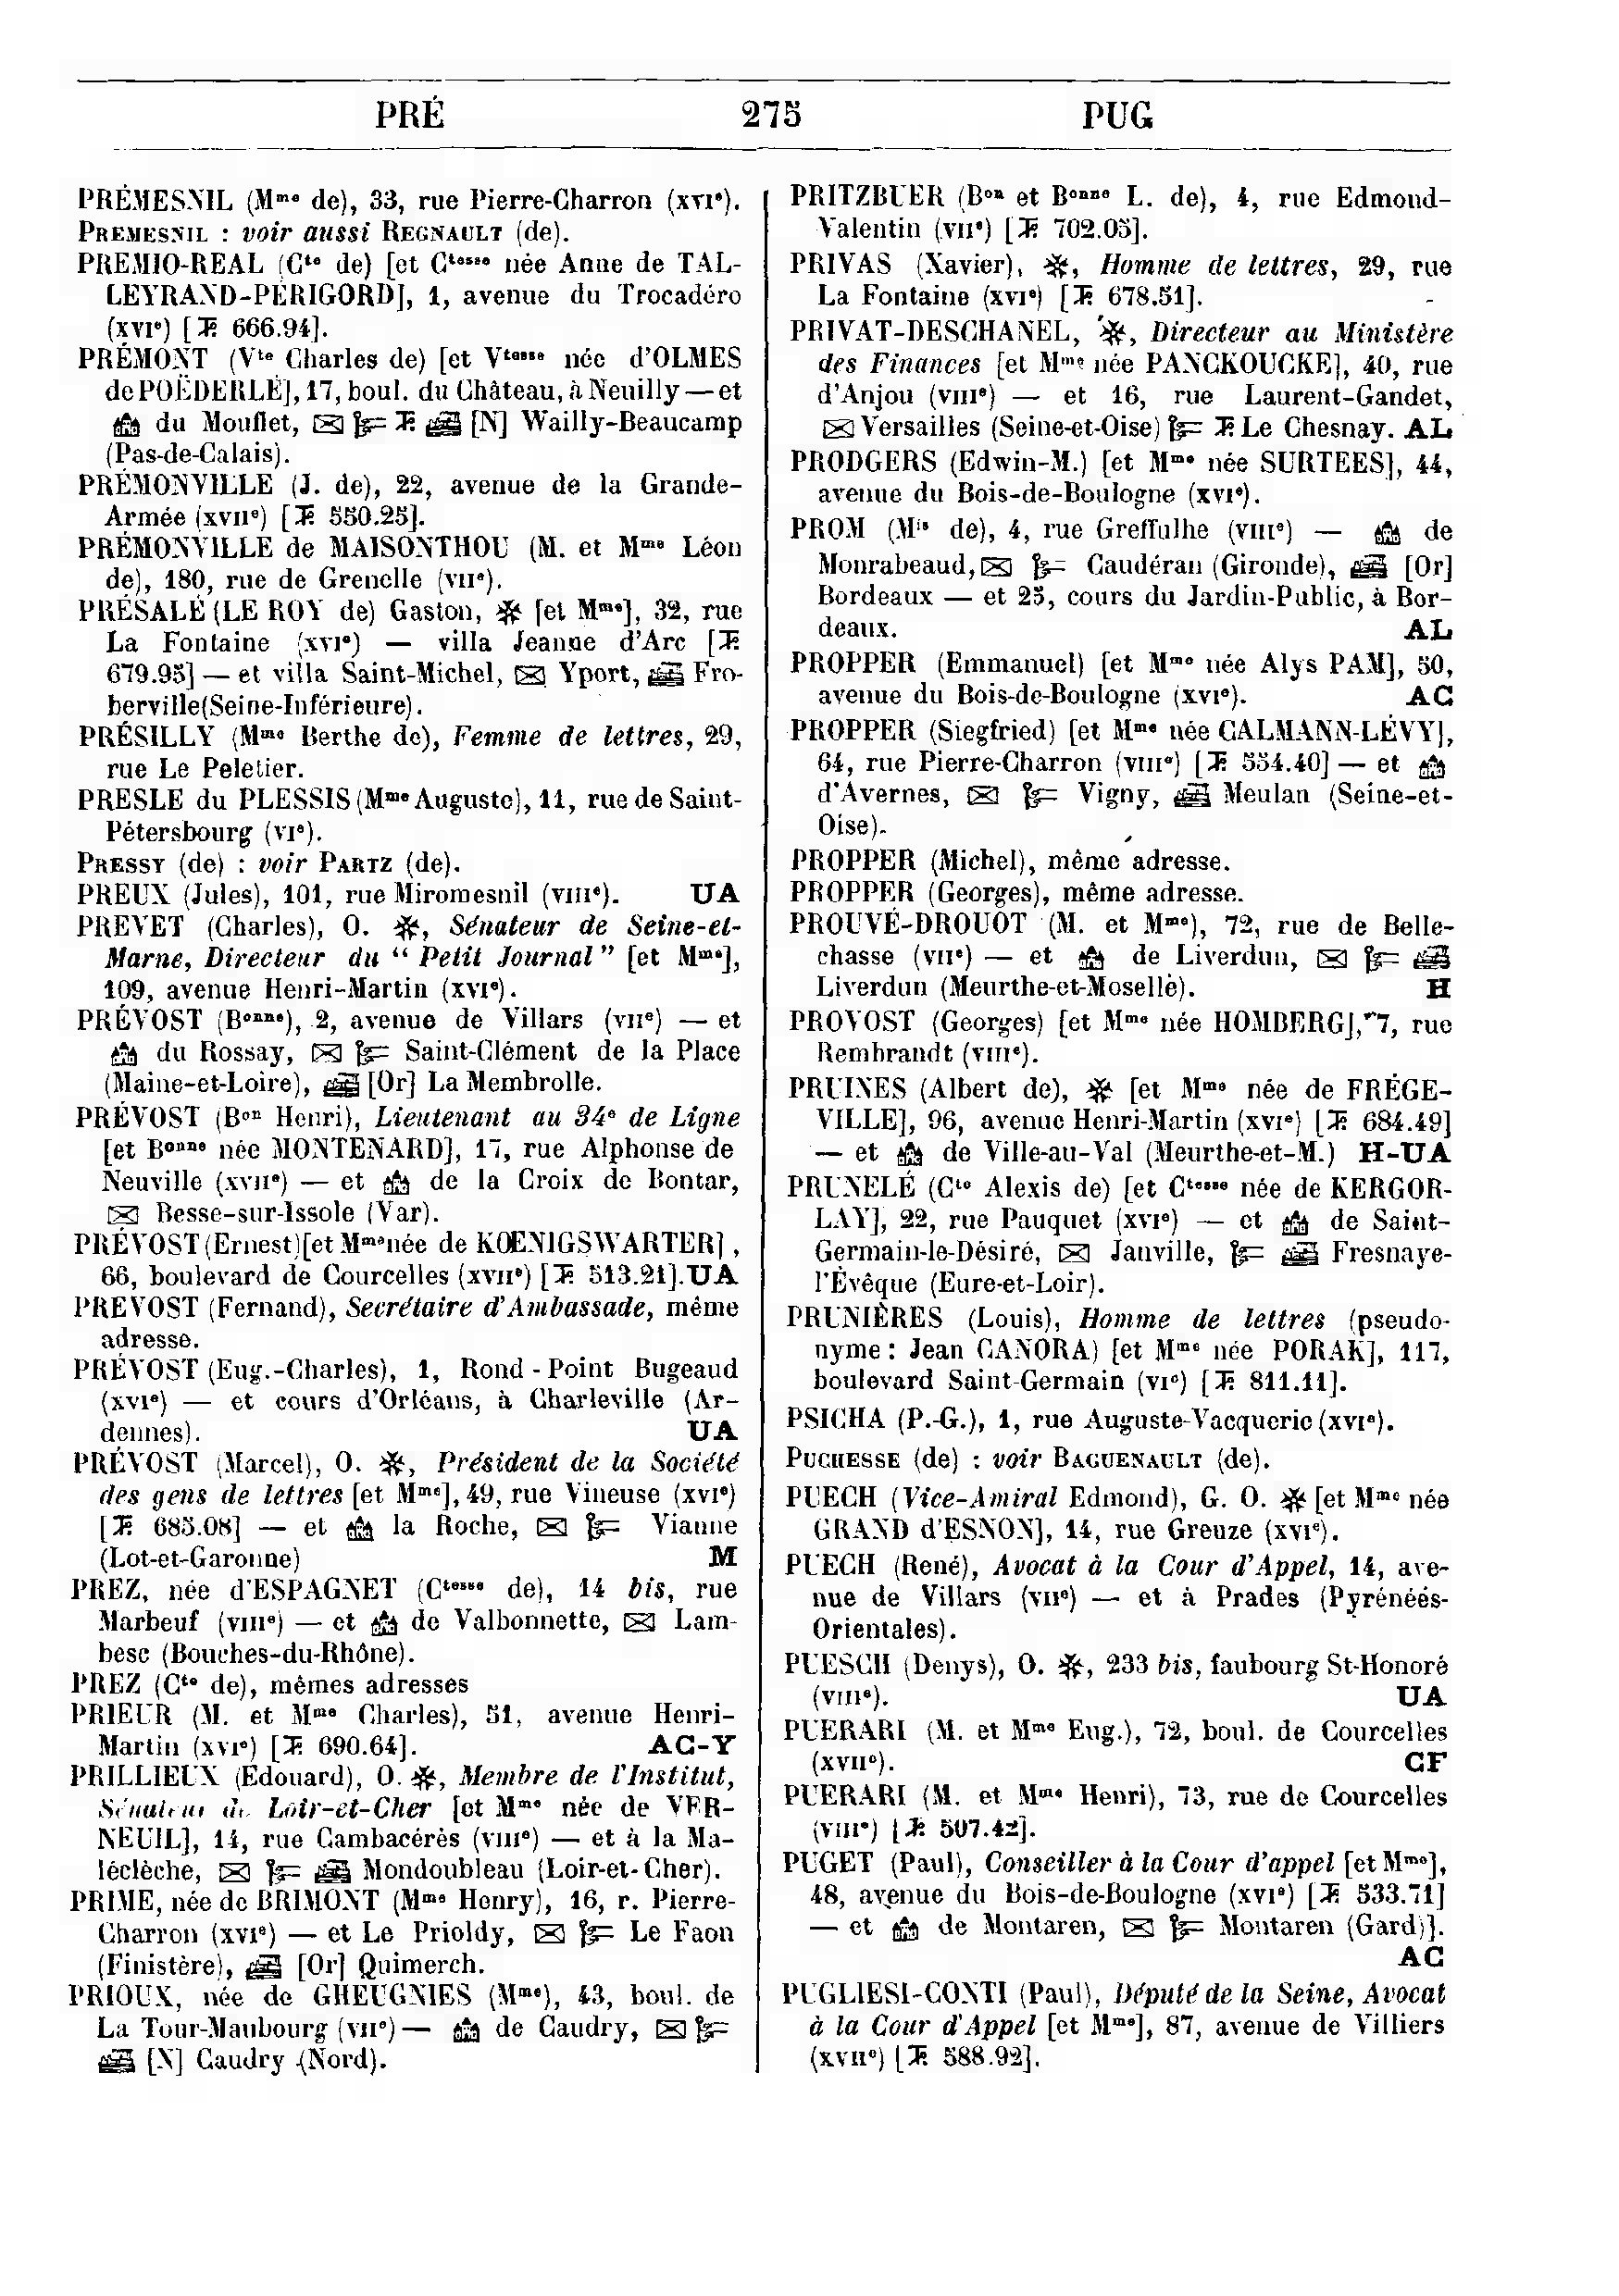 PRÉ 275 PUG
PRÉMESNIL (Mme de), 33, rue Pierre-Charron (XVIe).
PREMESNIL : voir aussi REGNAULT (de).
PREMIO-REAL (Cte de) [et Ctesse née Anne de TAL-
LEYRAND-PÉRIGORD], 1, avenue du Trocadéro
(XVIe) [T. 666.94].
PRÉMONT (Vte Charles de) [et Vtesse née d'OLMES
de POËDERLÉ], 17, boul. du Château, à Neuilly — et
du Mouflet, [N] Wailly-Beaucamp
(Pas-de-Calais).
PRÉMONVILLE (J. de), 22, avenue de la Grande-
Armée (XVIIe) [T. 550.25].
PRÉMONVILLE de MAISONTHOU (M. et Mme Léon
de), 180, rue de Grenelle (VIIe).
PRÉSALÉ (LE ROY de) Gaston, ❋ [et Mme], 32, rue
La Fontaine (XVIe) — villa Jeanne d'Arc [T.
679.95] — et villa Saint-Michel, ✉ Yport, Fro-
berville (Seine-Inférieure).
PRÉSILLY (Mme Berthe de), Femme de lettres, 29,
rue Le Peletier.
PRESLE du PLESSIS (Mme Auguste), 11, rue de Saint-
Pétersbourg (VIe).
PRESSY (de) : voir PARTZ (de).
PREUX (Jules), 101, rue Miromesnil (VIIIe). UA
PREVET (Charles), O. ❋, Sénateur de Seine-et-
Marne, Directeur du “ Petit Journal ” [et Mme],
109, avenue Henri-Martin (XVIe).
PRÉVOST (Bonne), 2, avenue de Villars (VIIe) — et
du Rossay, ✉ Saint-Clément de la Place
(Maine-et-Loire), [Or] La Membrolle.
PRÉVOST (Bon Henri), Lieutenant au 34e de Ligne
[et Bonne née MONTENARD], 17, rue Alphonse de
Neuville (XVIIe) — et de la Croix de Bontar,
✉ Besse-sur-Issole (Var).
PRÉVOST (Ernest) [et Mme née de KŒNIGSWARTER],
66, boulevard de Courcelles (XVIIe) [T. 513.21]. UA
PREVOST (Fernand), Secrétaire d'Ambassade, même
adresse.
PRÉVOST (Eug.-Charles), 1, Rond-Point Bugeaud
(XVIe) — et cours d'Orléans, à Charleville (Ar-
dennes). UA
PRÉVOST (Marcel), O. ❋, Président de la Société
des gens de lettres [et Mme], 49, rue Vineuse (XVIe)
[T. 685.08] — et la Roche, ✉ Vianne
(Lot-et-Garonne) M
PREZ, née d'ESPAGNET (Ctesse de), 14 bis, rue
Marbeuf (VIIIe) — et de Valbonnette, ✉ Lam-
besc (Bouches-du-Rhône).
PREZ (Cte de), mêmes adresses
PRIEUR (M. et Mme Charles), 51, avenue Henri-
Martin (XVIe) [T. 690.64]. AC-Y
PRILLIEUX (Edouard), O. ❋, Membre de l'Institut,
Sénateur de Loir-et-Cher [et Mme née de VER-
NEUIL], 14, rue Cambacérès (VIIIe) — et à la Ma-
léclèche, ✉ Mondoubleau (Loir-et-Cher).
PRIME, née de BRIMONT (Mme Henry), 16, r. Pierre-
Charron (XVIe) — et Le Prioldy, ✉ Le Faon
(Finistère), [Or] Quimerch.
PRIOUX, née de GHEUGNIES (Mme), 43, boul. de
La Tour-Maubourg (VIIe) — de Caudry, ✉
[N] Caudry (Nord).
PRITZBUER (Bon et Bonne L. de), 4, rue Edmond-
Valentin (VIIe) [T. 702.05].
PRIVAS (Xavier), ❋, Homme de lettres, 29, rue
La Fontaine (XVIe) [T. 678.51].
PRIVAT-DESCHANEL, ❋, Directeur au Ministère
des Finances [et Mme née PANCKOUCKE], 40, rue
d'Anjou (VIIIe) — et 16, rue Laurent-Gandet,
✉ Versailles (Seine-et-Oise) T. Le Chesnay. AL
PRODGERS (Edwin-M.) [et Mme née SURTEES], 44,
avenue du Bois-de-Boulogne (XVIe).
PROM (Mis de), 4, rue Greffulhe (VIIIe) — de
Monrabeaud, ✉ Caudéran (Gironde), [Or]
Bordeaux — et 25, cours du Jardin-Public, à Bor-
deaux. AL
PROPPER (Emmanuel) [et Mme née Alys PAM], 50,
avenue du Bois-de-Boulogne (XVIe). AC
PROPPER (Siegfried) [et Mme née CALMANN-LÉVY],
64, rue Pierre-Charron (VIIIe) [T. 554.40] — et
d'Avernes, ✉ Vigny, Meulan (Seine-et-
Oise).
PROPPER (Michel), même adresse.
PROPPER (Georges), même adresse.
PROUVÉ-DROUOT (M. et Mme), 72, rue de Belle-
chasse (VIIe) — et de Liverdun, ✉
Liverdun (Meurthe-et-Moselle). H
PROVOST (Georges) [et Mme née HOMBERG], 7, rue
Rembrandt (VIIIe).
PRUINES (Albert de), ❋ [et Mme née de FRÉGE-
VILLE], 96, avenue Henri-Martin (XVIe) [T. 684.49]
— et de Ville-au-Val (Meurthe-et-M.) H-UA
PRUNELÉ (Cte Alexis de) [et Ctesse née de KERGOR-
LAY], 22, rue Pauquet (XVIe) — et de Saint-
Germain-le-Désiré, ✉ Janville, Fresnaye-
l'Évêque (Eure-et-Loir).
PRUNIÈRES (Louis), Homme de lettres (pseudo-
nyme : Jean CANORA) [et Mme née PORAK], 117,
boulevard Saint-Germain (VIe) [T. 811.11].
PSICHA (P.-G.), 1, rue Auguste-Vacquerie (XVIe).
PUCHESSE (de) : voir BAGUENAULT (de).
PUECH (Vice-Amiral Edmond), G. O. ❋ [et Mme née
GRAND d'ESNON], 14, rue Greuze (XVIe).
PUECH (René), Avocat à la Cour d'Appel, 14, ave-
nue de Villars (VIIe) — et à Prades (Pyrénéés-
Orientales).
PUESCH (Denys), O. ❋, 233 bis, faubourg St-Honoré
(VIIIe). UA
PUERARI (M. et Mme Eug.), 72, boul. de Courcelles
(XVIIe). CF
PUERARI (M. et Mme Henri), 73, rue de Courcelles
(VIIIe) [T. 507.42].
PUGET (Paul), Conseiller à la Cour d'appel [et Mme],
48, avenue du Bois-de-Boulogne (XVIe) [T. 533.71]
— et de Montaren, ✉ Montaren (Gard)].
AC
PUGLIESI-CONTI (Paul), Député de la Seine, Avocat
à la Cour d'Appel [et Mme], 87, avenue de Villiers
(XVIIe) [T. 588.92].